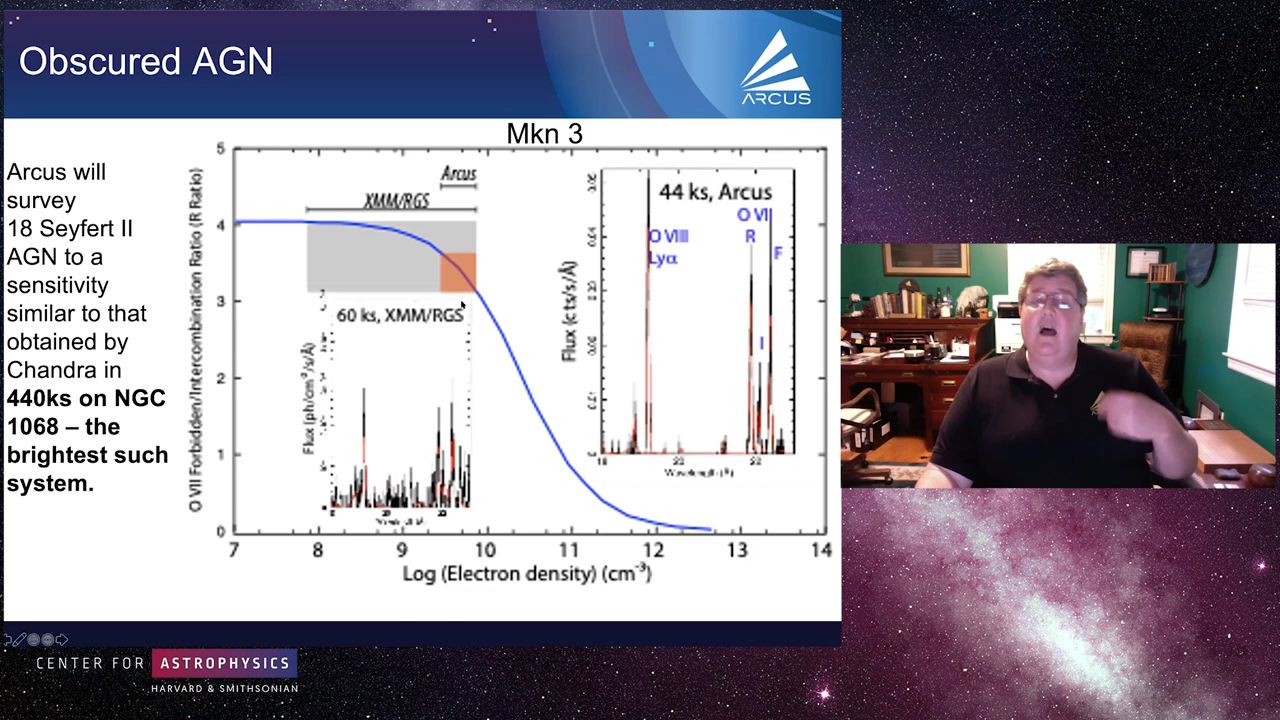 Obscured AGN
ARCUS
Arcus will
survey
18 Seyfert II
AGN to a
sensitivity
similar to that
obtained by
Chandra in
440ks on NGC
1068 – the
brightest such
system.
Mkn 3
O VII Forbidden/Intercombination Ratio (R Ratio)
5
4
3
2
1
0
Arcus
XMM/RGS
60 ks, XMM/RGS
Flux (ph/cm²/s/Å)
44 ks, Arcus
O VII
O VIII
R
Lyα
F
I
Flux (cts/s/Å)
Wavelength (Å)
7 8 9 10 11 12 13 14
Log (Electron density) (cm⁻³)
CENTER FOR ASTROPHYSICS
HARVARD & SMITHSONIAN